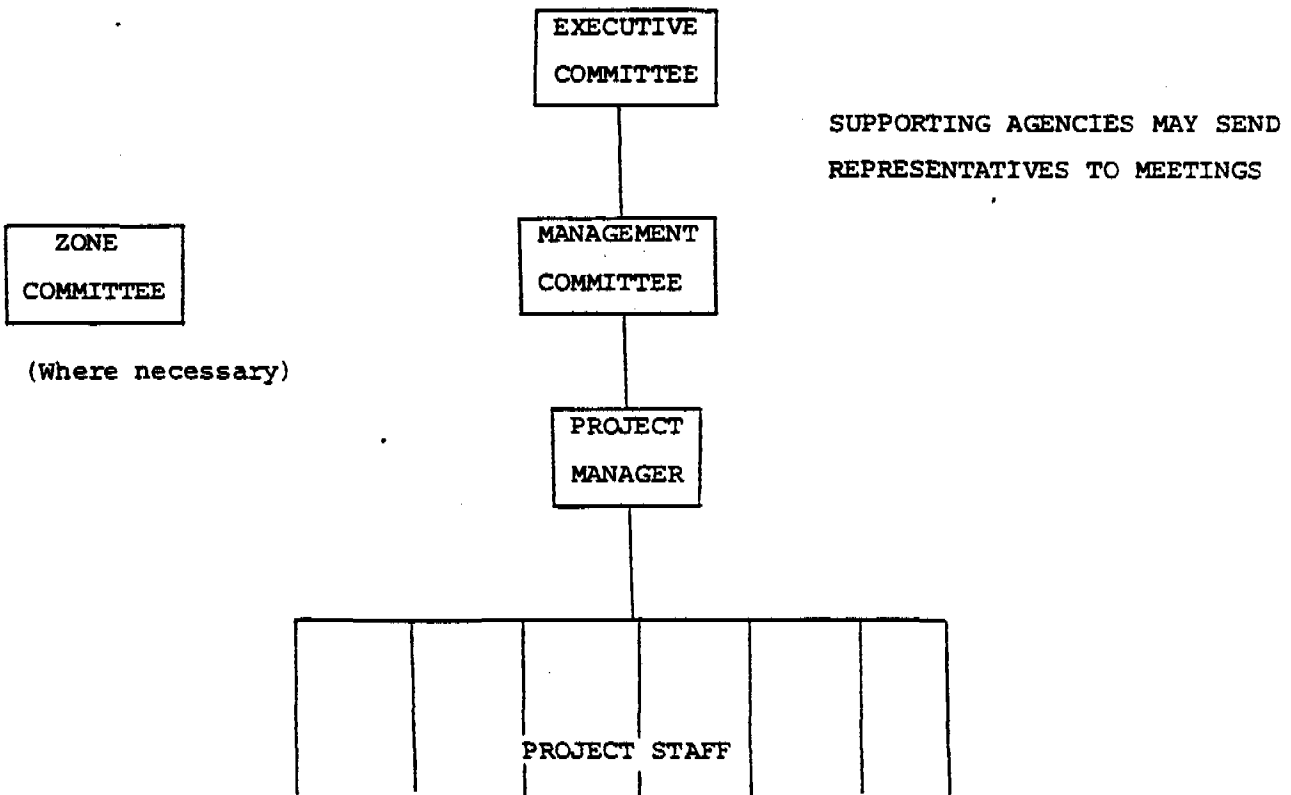 EXECUTIVE
COMMITTEE
SUPPORTING AGENCIES MAY SEND
REPRESENTATIVES TO MEETINGS
ZONE
COMMITTEE
(Where necessary)
MANAGEMENT
COMMITTEE
PROJECT
MANAGER
PROJECT STAFF